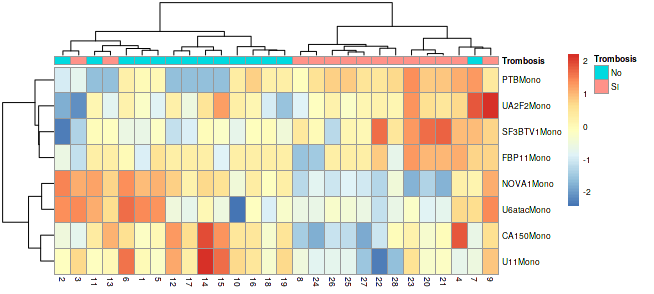 Trombosis
PTBMono
UA2F2Mono
SF3BTV1Mono
FBP11Mono
NOVA1Mono
U6atacMono
CA150Mono
U11Mono
2 3 11 13 6 1 5 12 17 14 15 10 16 18 19 8 24 26 25 27 22 28 23 20 21 4 7 9
2
1
0
-1
-2
Trombosis
No
SI